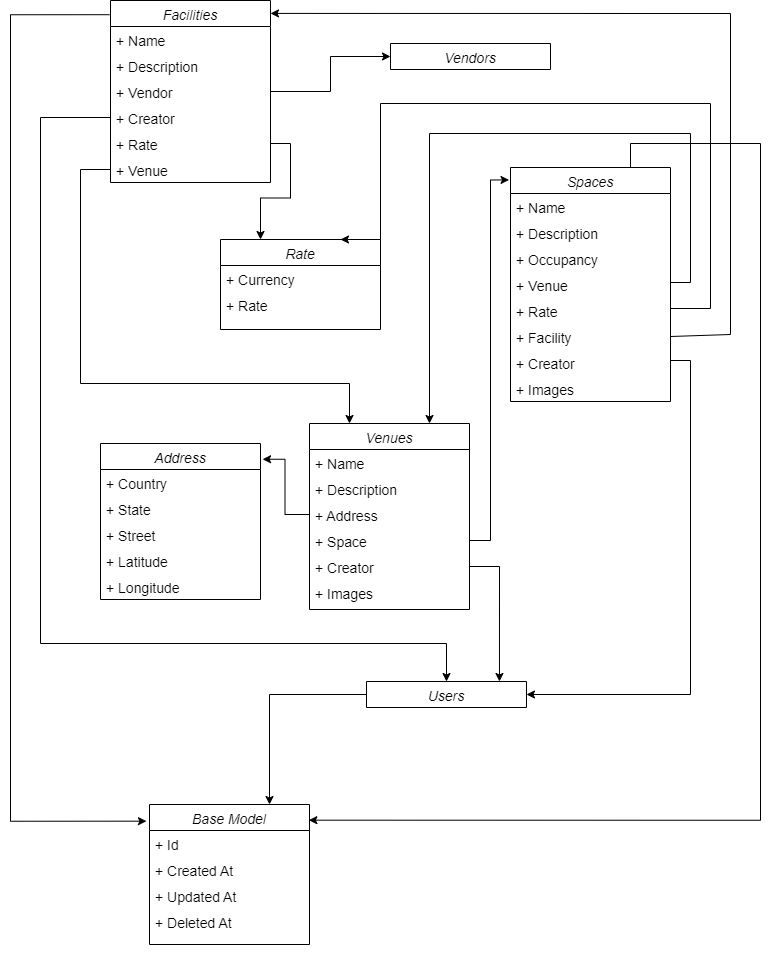 Facilities
+ Name
+ Description
+ Vendor
+ Creator
+ Rate
+ Venue
Vendors
Spaces
+ Name
+ Description
+ Occupancy
+ Venue
+ Rate
+ Facility
+ Creator
+ Images
Rate
+ Currency
+ Rate
Venues
+ Name
+ Description
+ Address
+ Space
+ Creator
+ Images
Address
+ Country
+ State
+ Street
+ Latitude
+ Longitude
Users
Base Model
+ Id
+ Created At
+ Updated At
+ Deleted At